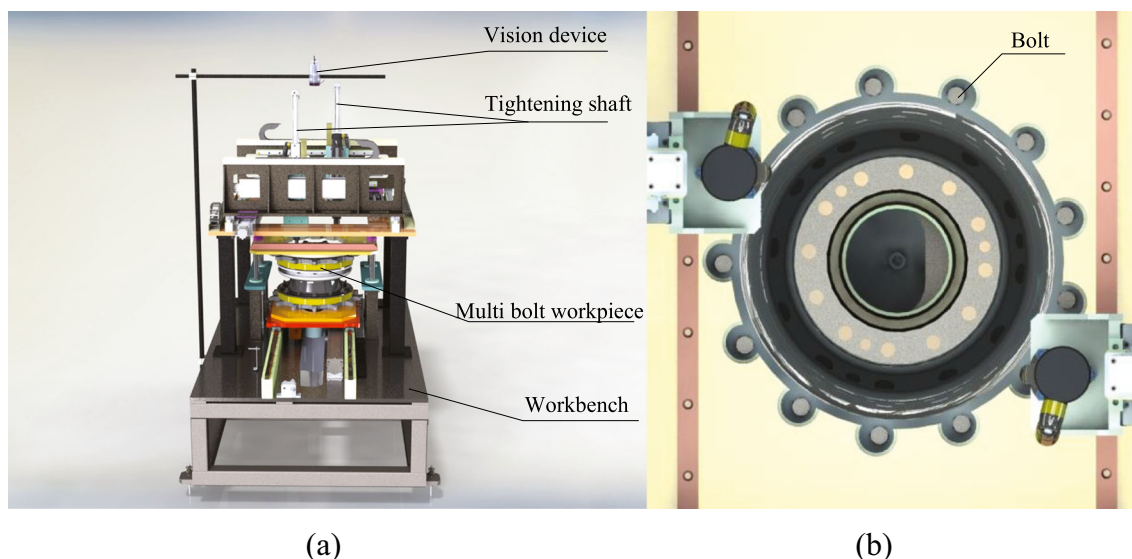 Vision device
Tightening shaft
Multi bolt workpiece
Workbench
Bolt
(a)
(b)